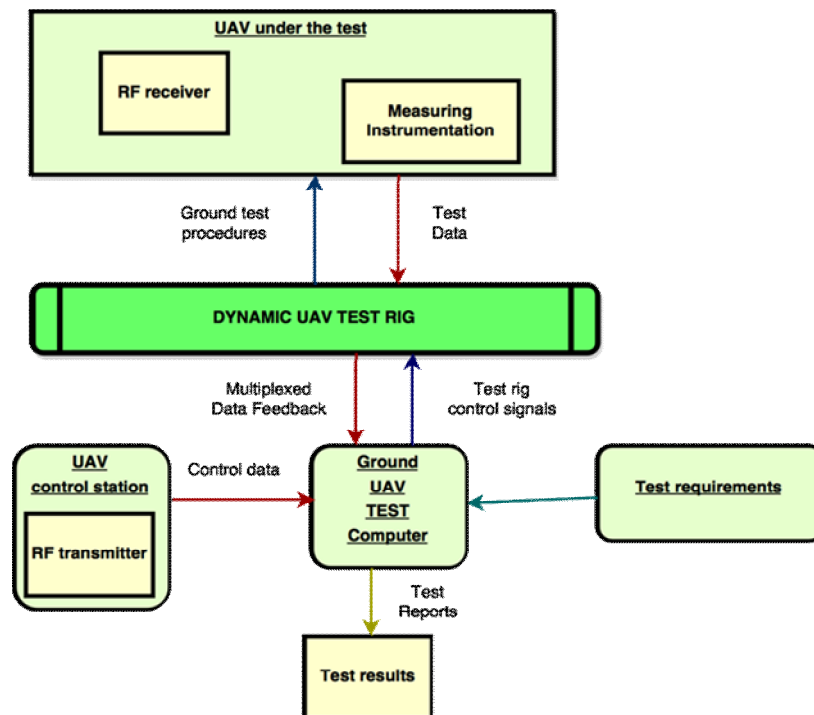 UAV under the test
RF receiver
Measuring
Instrumentation
Ground test
procedures
Test
Data
DYNAMIC UAV TEST RIG
Multiplexed
Data Feedback
Test rig
control signals
UAV
control station
RF transmitter
Control data
Ground
UAV
TEST
Computer
Test requirements
Test
Reports
Test results